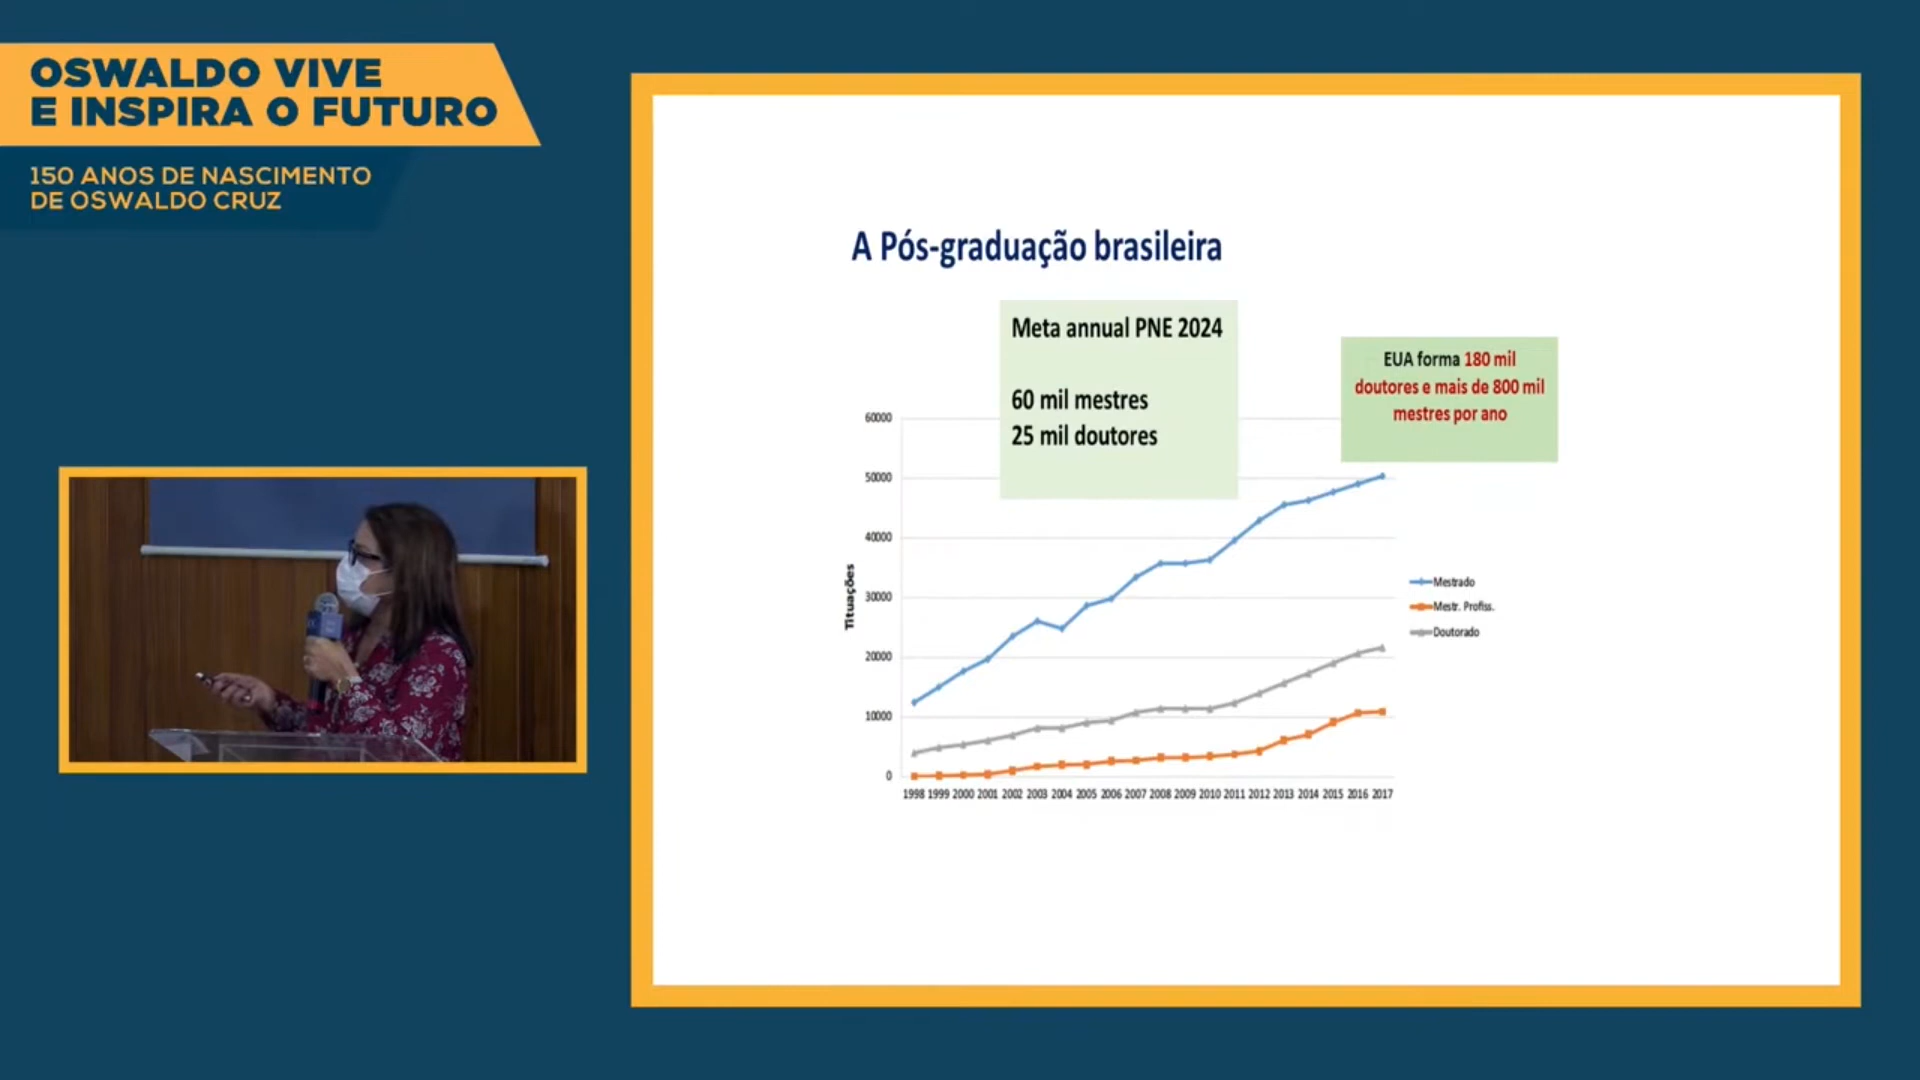 OSWALDO VIVE
E INSPIRA O FUTURO
150 ANOS DE NASCIMENTO
DE OSWALDO CRUZ
A Pós-graduação brasileira
Meta annual PNE 2024
60 mil mestres
25 mil doutores
EUA forma 180 mil
doutores e mais de 800 mil
mestres por ano
60000
50000
40000
30000
20000
10000
0
Tituações
1998 1999 2000 2001 2002 2003 2004 2005 2006 2007 2008 2009 2010 2011 2012 2013 2014 2015 2016 2017
Mestrado
Mestr. Profiss.
Doutorado